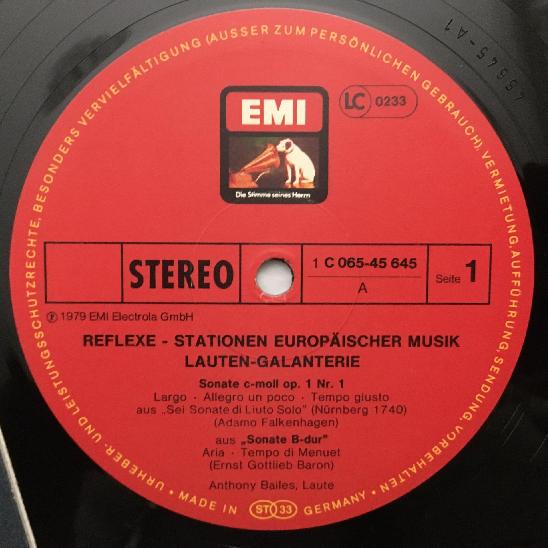 EMI
Die Stimme seines Herrn
LC 0233
45645-A1
STEREO
1 C 065-45 645
A
Seite 1
℗ 1979 EMI Electrola GmbH
REFLEXE - STATIONEN EUROPÄISCHER MUSIK
LAUTEN-GALANTERIE
Sonate c-moll op. 1 Nr. 1
Largo · Allegro un poco · Tempo giusto
aus „Sei Sonate di Liuto Solo" (Nürnberg 1740)
(Adamo Falkenhagen)
aus „Sonate B-dur"
Aria · Tempo di Menuet
(Ernst Gottlieb Baron)
Anthony Bailes, Laute
URHEBER- UND LEISTUNGSSCHUTZRECHTE, BESONDERS VERVIELFÄLTIGUNG (AUSSER ZUM PERSÖNLICHEN GEBRAUCH), VERMIETUNG, AUFFÜHRUNG, SENDUNG, VORBEHALTEN ·
· MADE IN ST 33 GERMANY ·